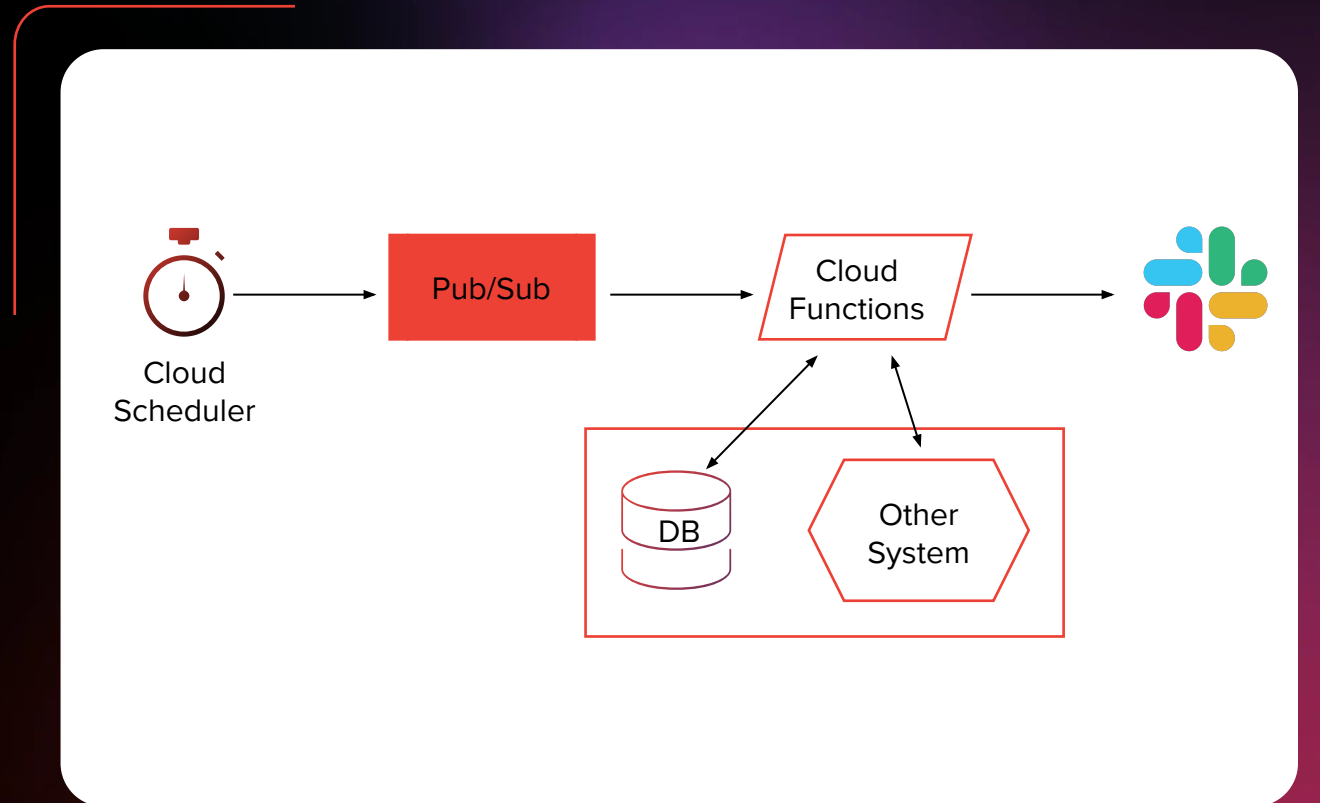 Cloud
Scheduler
Pub/Sub
Cloud
Functions
DB
Other
System